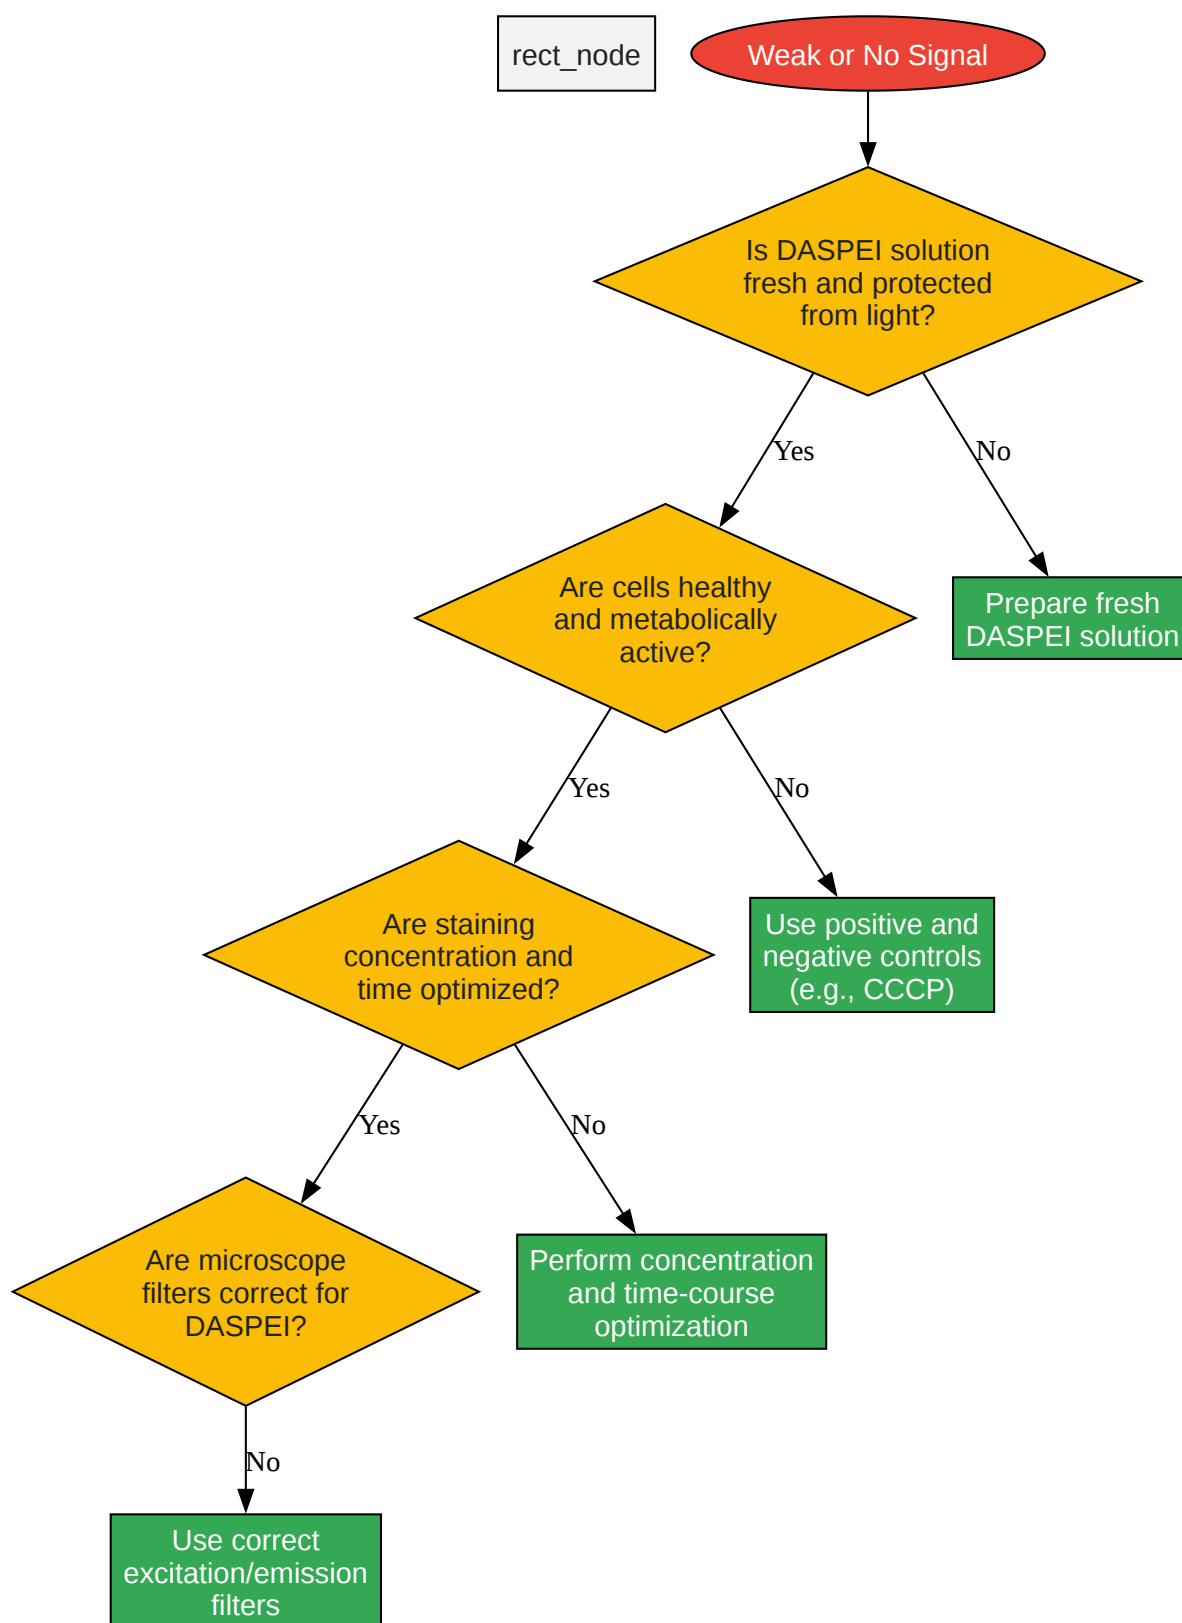 rect_node
Weak or No Signal
Is DASPEI solution
fresh and protected
from light?
Yes
No
Are cells healthy
and metabolically
active?
Prepare fresh
DASPEI solution
Yes
No
Are staining
concentration and
time optimized?
Use positive and
negative controls
(e.g., CCCP)
Yes
No
Are microscope
filters correct for
DASPEI?
Perform concentration
and time-course
optimization
No
Use correct
excitation/emission
filters